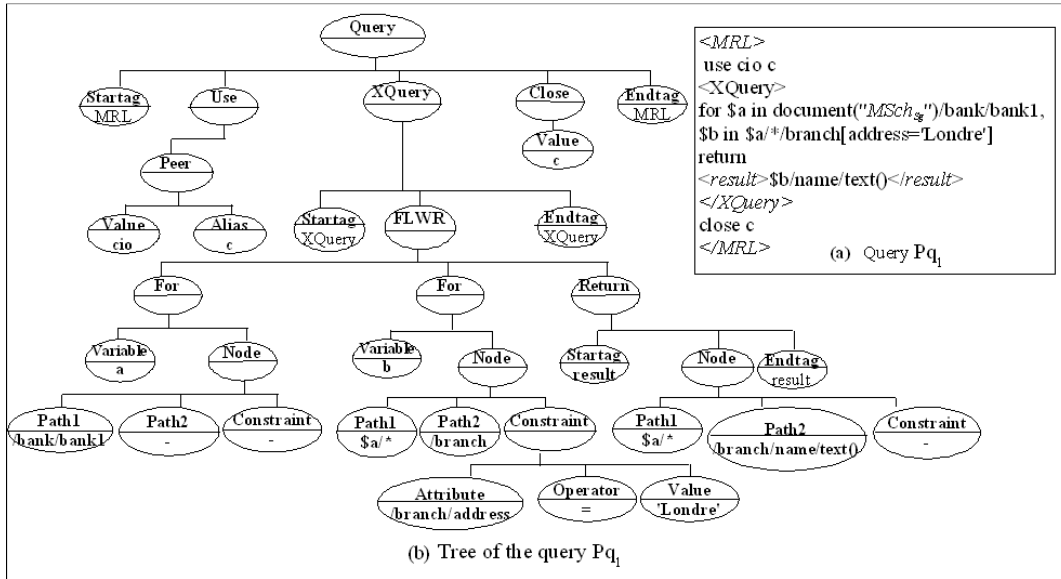 Query
Startag
MRL
Use
XQuery
Close
Endtag
MRL
Value
c
Peer
Value
cio
Alias
c
Startag
XQuery
FLWR
Endtag
XQuery
For
For
Return
Variable
a
Node
Variable
b
Node
Startag
result
Node
Endtag
result
Path1
/bank/bank1
Path2
-
Constraint
-
Path1
$a/*
Path2
/branch
Constraint
Path1
$a/*
Path2
/branch/name/text()
Constraint
-
Attribute
/branch/address
Operator
=
Value
'Londre'
(b) Tree of the query Pq1
<MRL>
use cio c
<XQuery>
for $a in document("MSchSg")/bank/bank1,
$b in $a/*/branch[address='Londre']
return
<result>$b/name/text()</result>
</XQuery>
close c
</MRL>
(a) Query Pq1